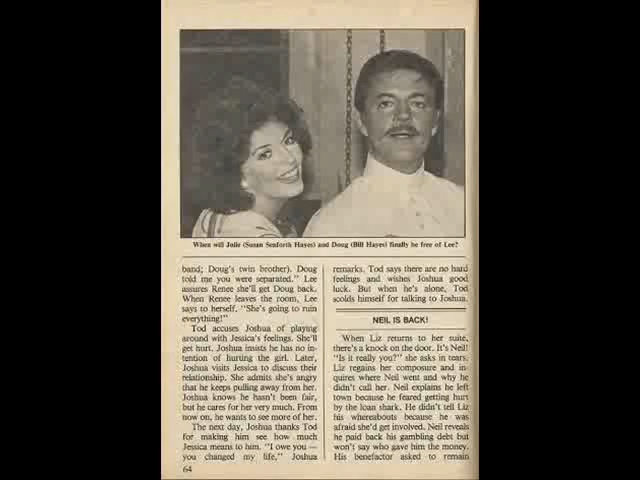 When will Julie (Susan Seaforth Hayes) and Doug (Bill Hayes) finally be free of Lee?
band; Doug's twin brother). Doug
told me you were separated." Lee
assures Renee she'll get Doug back.
When Renee leaves the room, Lee
says to herself, "She's going to ruin
everything!"
Tod accuses Joshua of playing
around with Jessica's feelings. She'll
get hurt. Joshua insists he has no in-
tention of hurting the girl. Later,
Joshua visits Jessica to discuss their
relationship. She admits she's angry
that he keeps pulling away from her.
Joshua knows he hasn't been fair,
but he cares for her very much. From
now on, he wants to see more of her.
The next day, Joshua thanks Tod
for making him see how much
Jessica means to him. "I owe you —
you changed my life," Joshua
64
remarks. Tod says there are no hard
feelings and wishes Joshua good
luck. But when he's alone, Tod
scolds himself for talking to Joshua.
NEIL IS BACK!
When Liz returns to her suite,
there's a knock on the door. It's Neil!
"Is it really you?" she asks in tears.
Liz regains her composure and in-
quires where Neil went and why he
didn't call her. Neil explains he left
town because he feared getting hurt
by the loan shark. He didn't tell Liz
his whereabouts because he was
afraid she'd get involved. Neil reveals
he paid back his gambling debt but
won't say who gave him the money.
His benefactor asked to remain